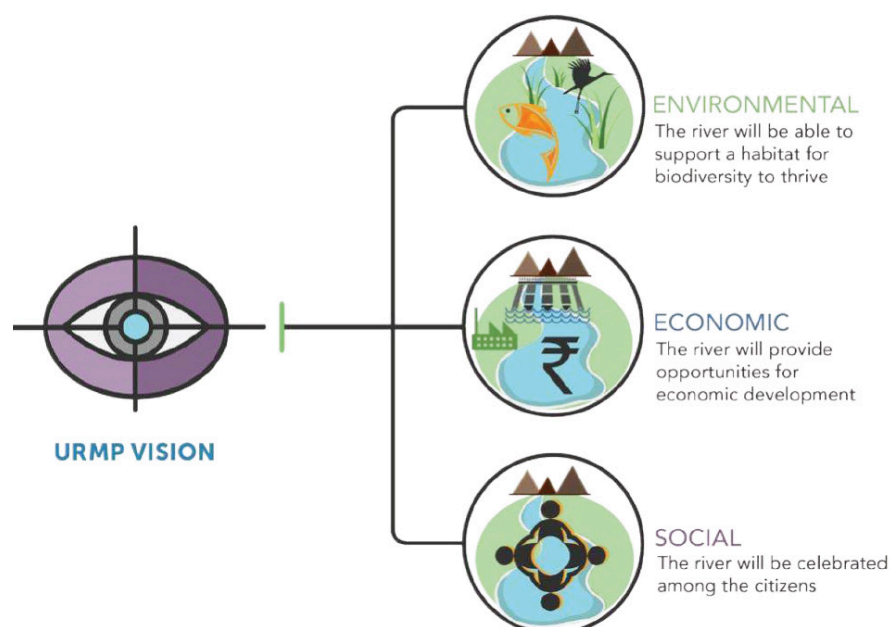 ENVIRONMENTAL
The river will be able to
support a habitat for
biodiversity to thrive
ECONOMIC
The river will provide
opportunities for
economic development
URMP VISION
SOCIAL
The river will be celebrated
among the citizens